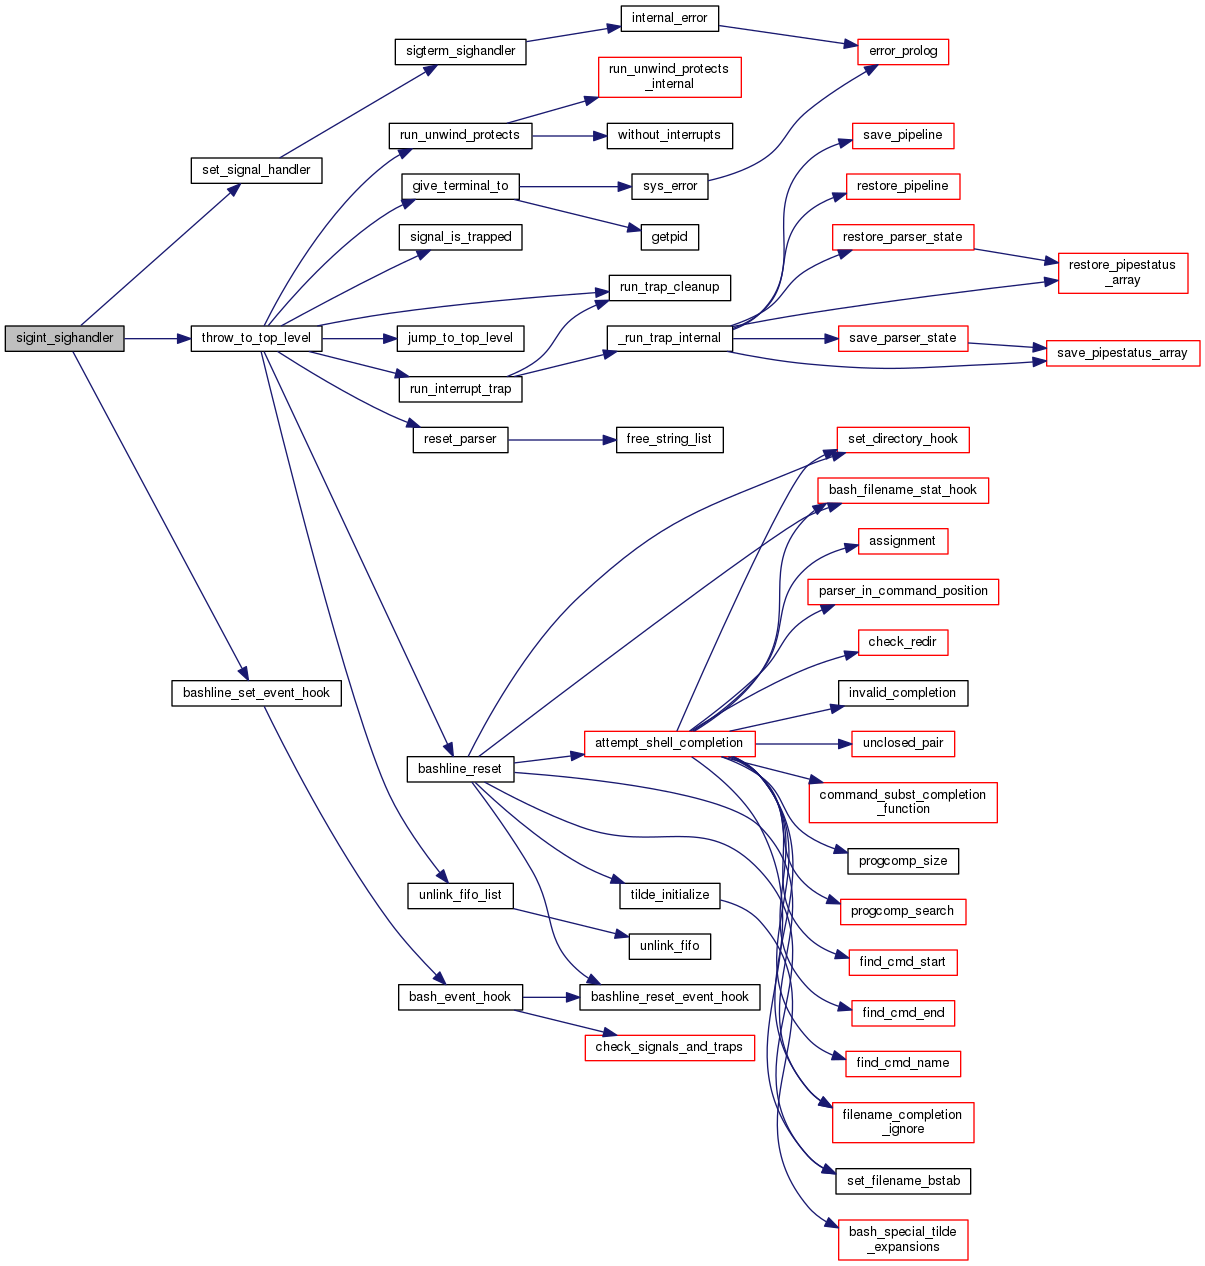 internal_error
sigterm_sighandler
error_prolog
run_unwind_protects
_internal
run_unwind_protects
without_interrupts
save_pipeline
set_signal_handler
give_terminal_to
sys_error
restore_pipeline
signal_is_trapped
getpid
restore_parser_state
restore_pipestatus
_array
run_trap_cleanup
sigint_sighandler
throw_to_top_level
jump_to_top_level
_run_trap_internal
save_parser_state
save_pipestatus_array
run_interrupt_trap
reset_parser
free_string_list
set_directory_hook
bash_filename_stat_hook
assignment
parser_in_command_position
check_redir
bashline_set_event_hook
invalid_completion
attempt_shell_completion
unclosed_pair
bashline_reset
command_subst_completion
_function
progcomp_size
unlink_fifo_list
tilde_initialize
progcomp_search
unlink_fifo
find_cmd_start
bash_event_hook
bashline_reset_event_hook
find_cmd_end
check_signals_and_traps
find_cmd_name
filename_completion
_ignore
set_filename_bstab
bash_special_tilde
_expansions